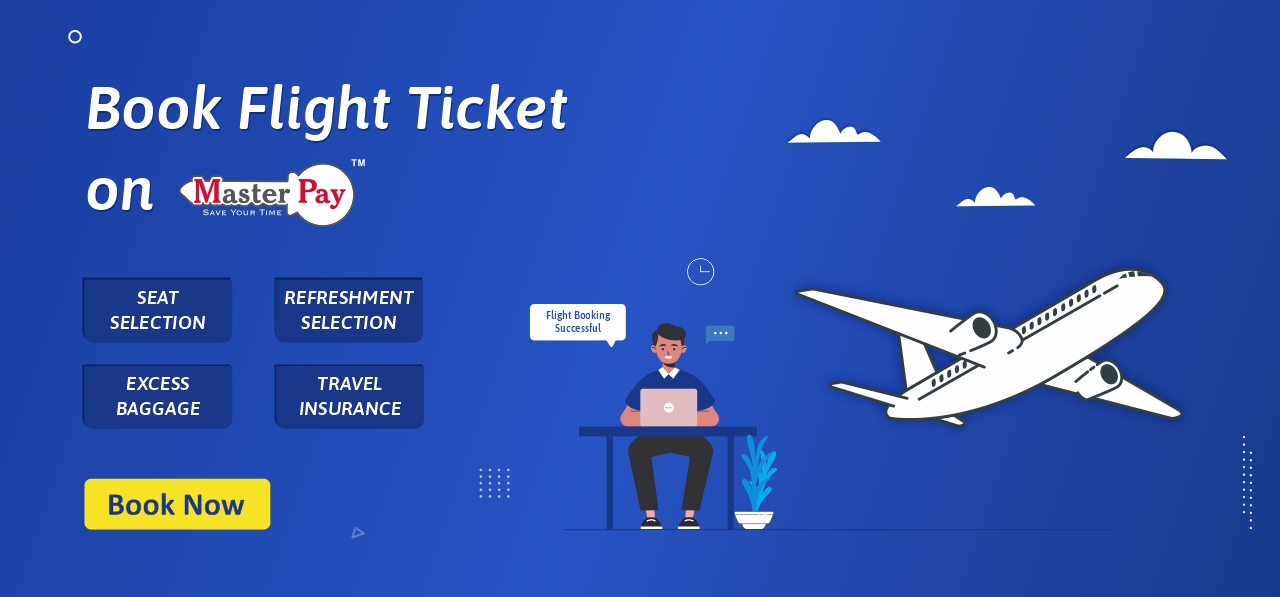 Book Flight Ticket
on Master Pay TM
SAVE YOUR TIME
SEAT
SELECTION
REFRESHMENT
SELECTION
EXCESS
BAGGAGE
TRAVEL
INSURANCE
Book Now
Flight Booking
Successful